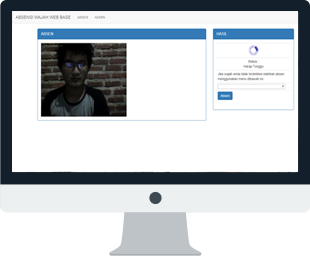 ABSENSI WAJAH WEB BASE ABSEN ADMIN
ABSEN
HASIL
Status
Harap Tunggu
Jika wajah anda tidak terdeteksi silahkan absen
menggunakan menu dibawah ini